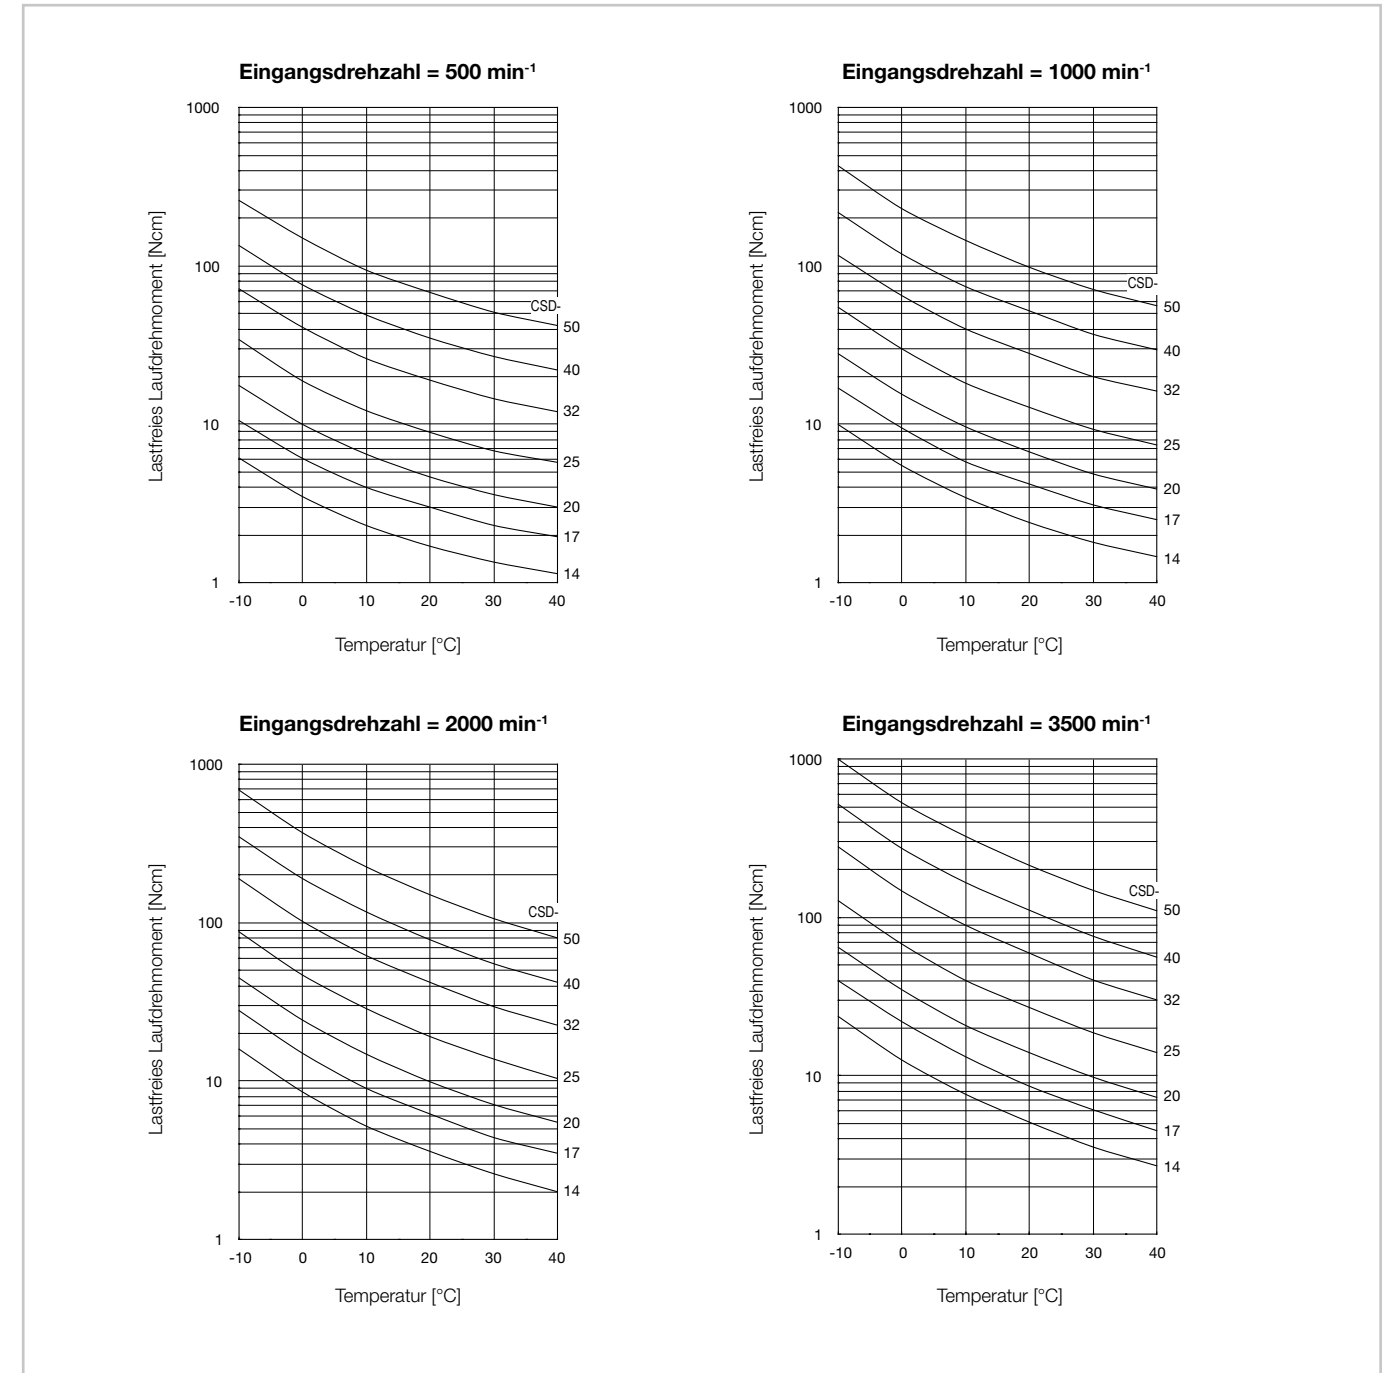 Eingangsdrehzahl = 500 min-1
1000
100
10
1
Lastfreies Laufdrehmoment [Ncm]
CSD-
50
40
32
25
20
17
14
-10 0 10 20 30 40
Temperatur [°C]
Eingangsdrehzahl = 1000 min-1
1000
100
10
1
Lastfreies Laufdrehmoment [Ncm]
CSD-
50
40
32
25
20
17
14
-10 0 10 20 30 40
Temperatur [°C]
Eingangsdrehzahl = 2000 min-1
1000
100
10
1
Lastfreies Laufdrehmoment [Ncm]
CSD-
50
40
32
25
20
17
14
-10 0 10 20 30 40
Temperatur [°C]
Eingangsdrehzahl = 3500 min-1
1000
100
10
1
Lastfreies Laufdrehmoment [Ncm]
CSD-
50
40
32
25
20
17
14
-10 0 10 20 30 40
Temperatur [°C]